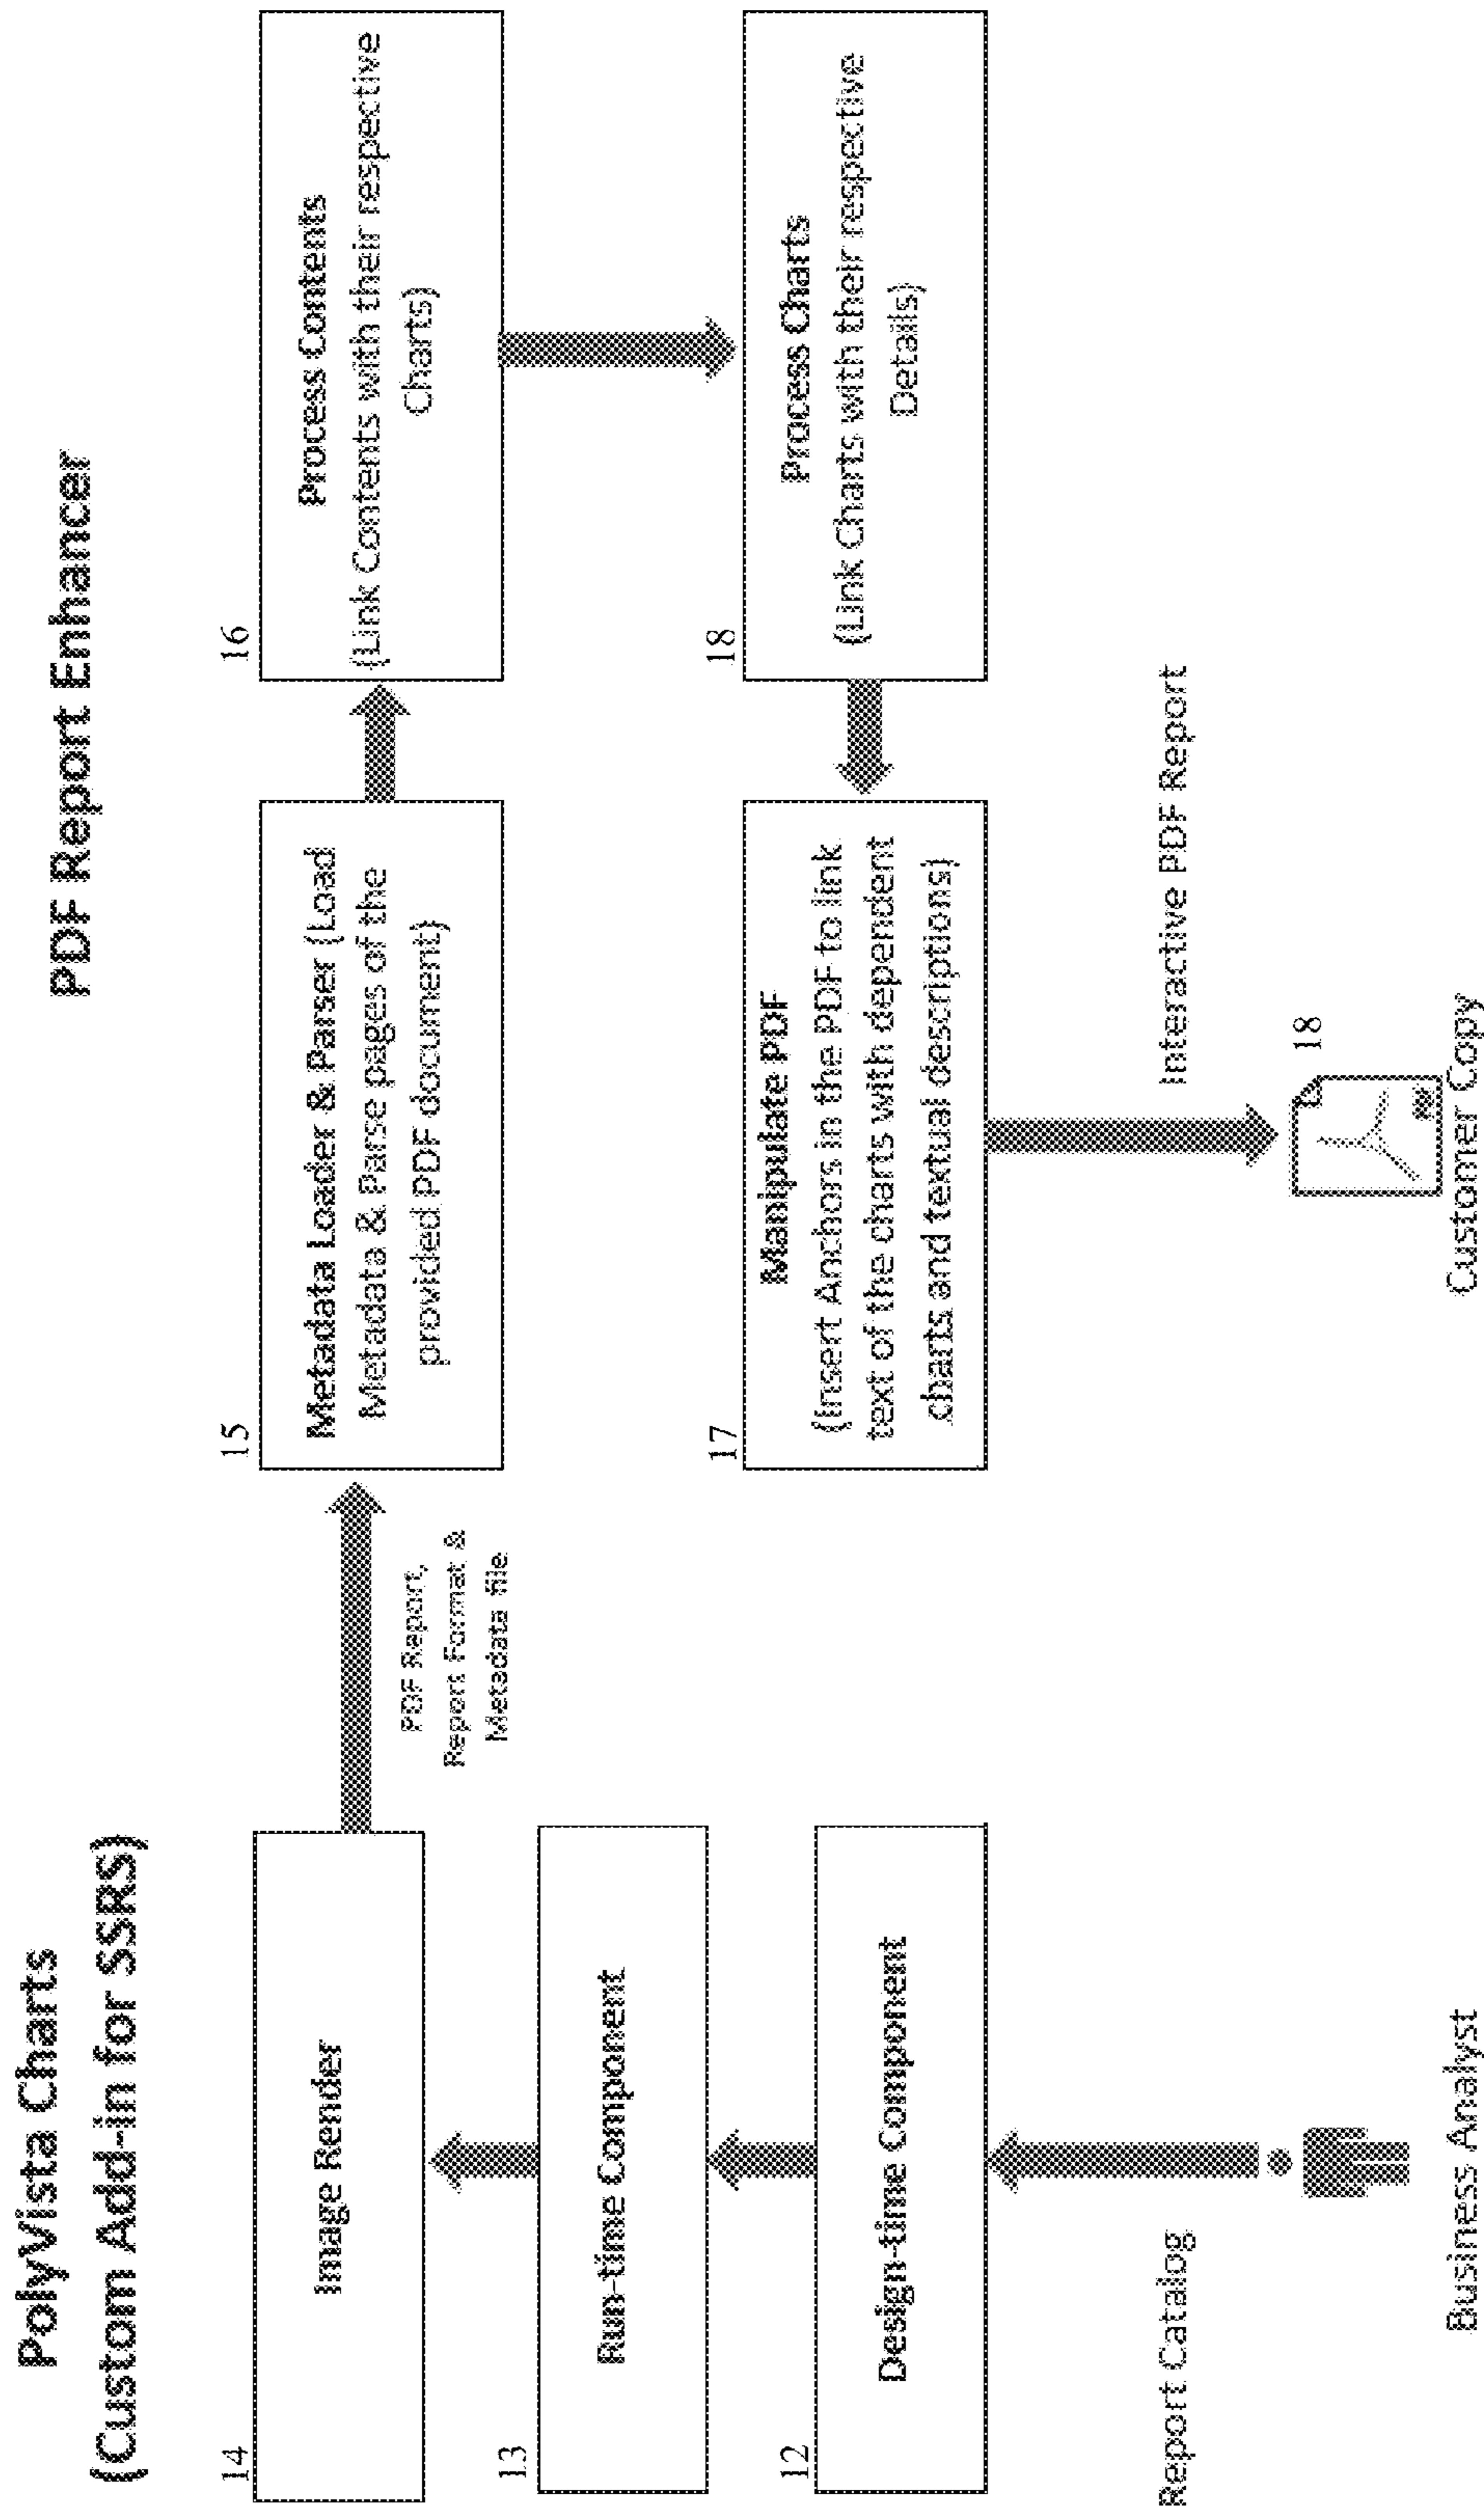 PolyVista Charts
(Custom Add-in for SSRS)
14
Image Render
13
Run-time Component
12
Design-time Component
Report Catalog
Business Analyst
PDF Report,
Report Format &
Metadata file
PDF Report Enhancer
15
Metadata Loader & Parser (Load
Metadata & Parse pages of the
provided PDF document)
16
Process Contents
(Link Contents with their respective
Charts)
18
Process Charts
(Link Charts with their respective
Details)
17
Manipulate PDF
(Insert Anchors in the PDF to link
text of the charts with dependent
charts and textual descriptions)
Interactive PDF Report
18
Customer Copy